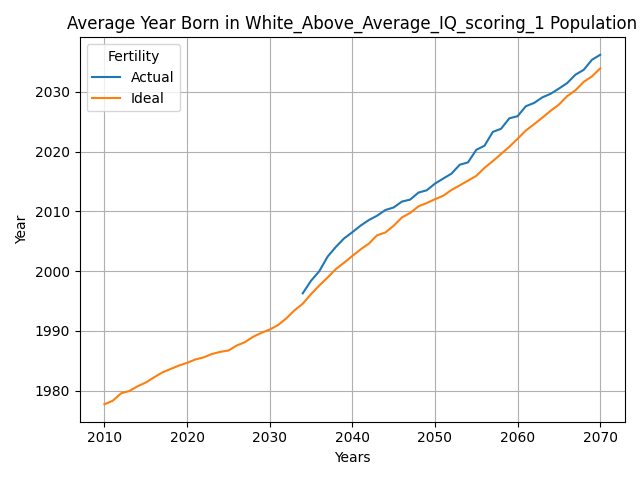 Average Year Born in White_Above_Average_IQ_scoring_1 Population
Fertility
Actual
Ideal
2030
2020
2010
2000
1990
1980
Year
2010 2020 2030 2040 2050 2060 2070
Years